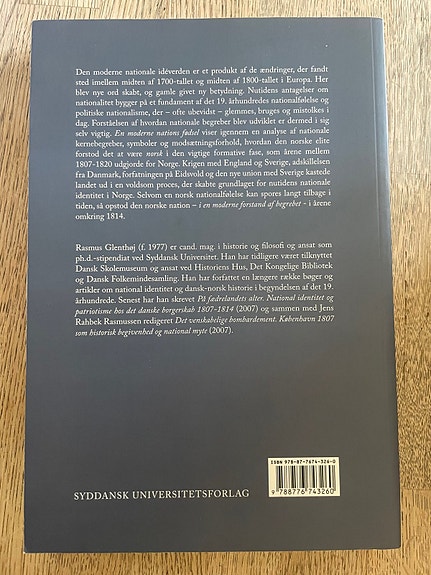 Den moderne nationale idéverden er et produkt af de ændringer, der fandt
sted imellem midten af 1700-tallet og midten af 1800-tallet i Europa. Her
blev nye ord skabt, og gamle givet ny betydning. Nutidens antagelser om
nationalitet bygger på et fundament af det 19. århundredes nationalfølelse og
politiske nationalisme, der – ofte ubevidst – glemmes, bruges og mistolkes i
dag. Forståelsen af hvordan nationale begreber blev udviklet er dermed i sig
selv vigtig. En moderne nations fødsel viser igennem en analyse af nationale
kernebegreber, symboler og modsætningsforhold, hvordan den norske elite
forstod det at være norsk i den vigtige formative fase, som årene mellem
1807-1820 udgjorde for Norge. Krigen med England og Sverige, adskillelsen
fra Danmark, forfatningen på Eidsvold og den nye union med Sverige kastede
landet ud i en voldsom proces, der skabte grundlaget for nutidens nationale
identitet i Norge. Selvom en norsk nationalfølelse kan spores langt tilbage i
tiden, så opstod den norske nation – i en moderne forstand af begrebet - i årene
omkring 1814.
Rasmus Glenthøj (f. 1977) er cand. mag. i historie og filosofi og ansat som
ph.d.-stipendiat ved Syddansk Universitet. Han har tidligere været tilknyttet
Dansk Skolemuseum og ansat ved Historiens Hus, Det Kongelige Bibliotek
og Dansk Folkemindesamling. Han har forfattet en længere række bøger og
artikler om national identitet og dansk-norsk historie i begyndelsen af det 19.
århundrede. Senest har han skrevet På fædrelandets alter. National identitet og
patriotisme hos det danske borgerskab 1807-1814 (2007) og sammen med Jens
Rahbek Rasmussen redigeret Det venskabelige bombardement. København 1807
som historisk begivenhed og national myte (2007).
ISBN 978-87-7674-326-0
9 788776 743260
SYDDANSK UNIVERSITETSFORLAG